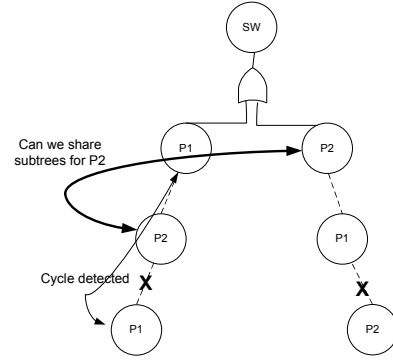 SW
P1
P2
Can we share
subtrees for P2
P2
P1
Cycle detected
X
X
P1
P2